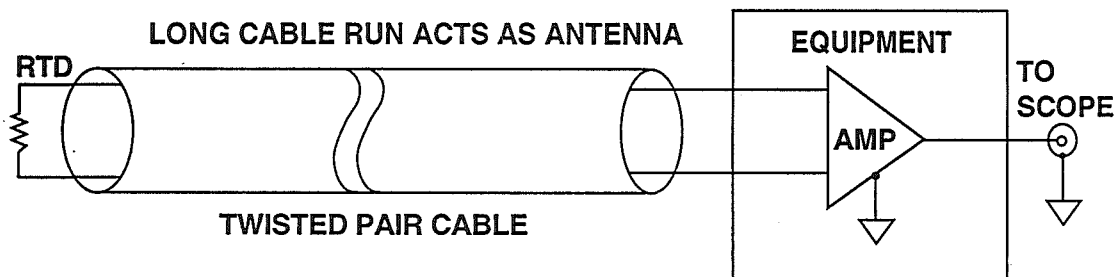 LONG CABLE RUN ACTS AS ANTENNA
RTD
EQUIPMENT
TO
SCOPE
AMP
TWISTED PAIR CABLE